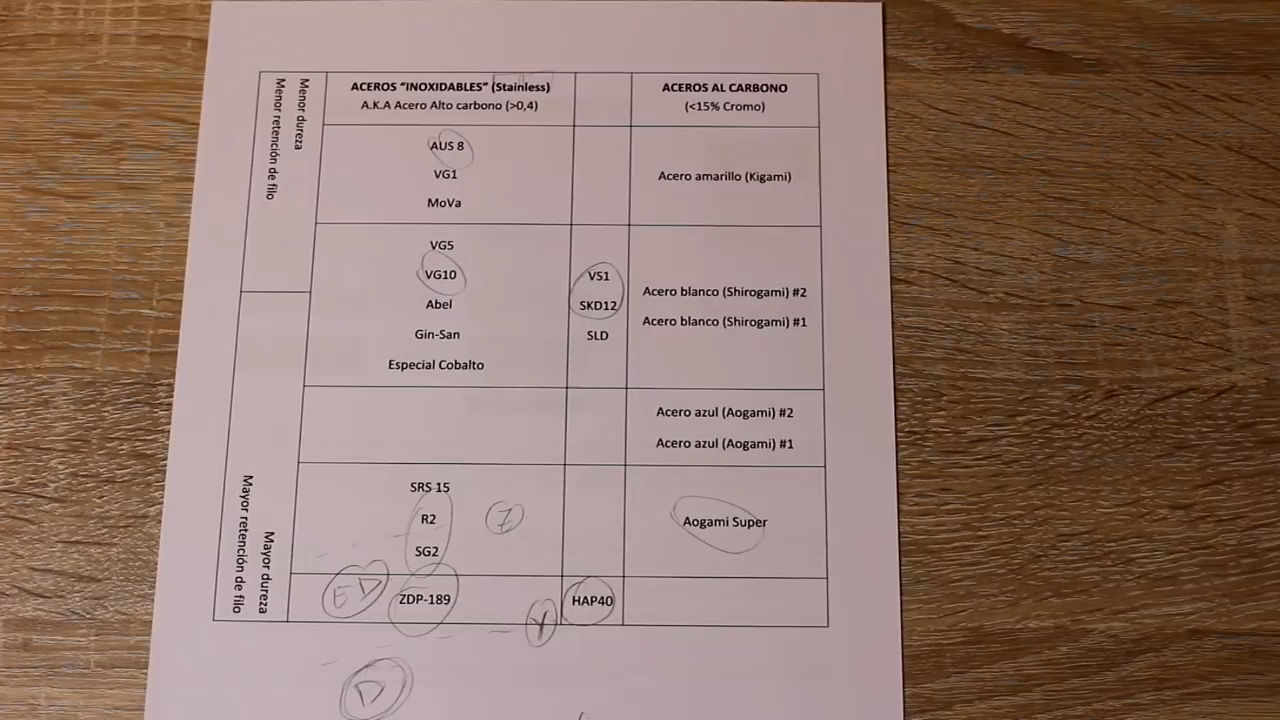 Menor dureza
Menor retención de filo
ACEROS "INOXIDABLES" (Stainless)
A.K.A Acero Alto carbono (>0,4)
ACEROS AL CARBONO
(<15% Cromo)
AUS 8
VG1
MoVa
Acero amarillo (Kigami)
VG5
VG10
Abel
Gin-San
Especial Cobalto
VS1
SKD12
SLD
Acero blanco (Shirogami) #2
Acero blanco (Shirogami) #1
Acero azul (Aogami) #2
Acero azul (Aogami) #1
Mayor dureza
Mayor retención de filo
SRS 15
R2
SG2
Aogami Super
ED
ZDP-189
Y
HAP40
D